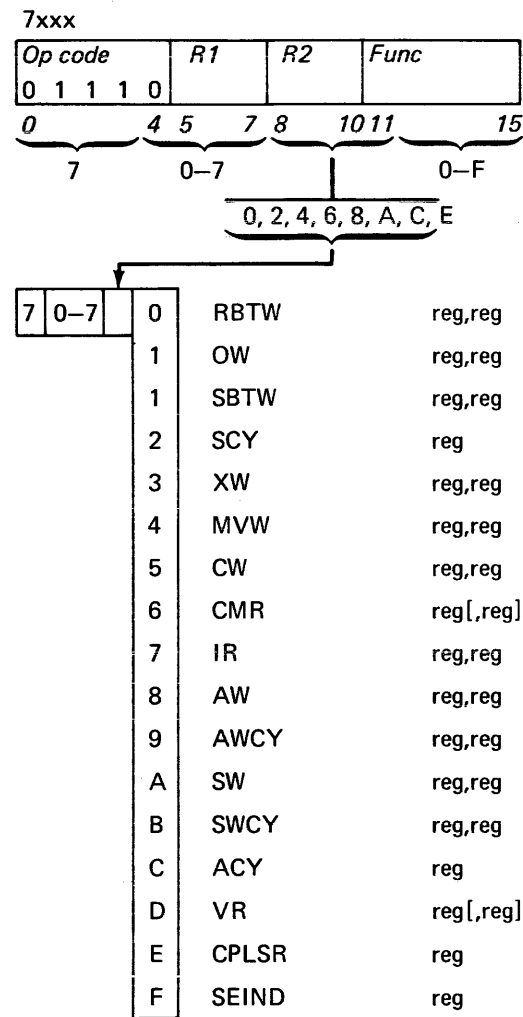 7xxx
Op code R1 R2 Func
0 1 1 1 0
0 4 5 7 8 10 11 15
7 0–7 0–F
0, 2, 4, 6, 8, A, C, E
7 0–7 0 RBTW reg,reg
1 OW reg,reg
1 SBTW reg,reg
2 SCY reg
3 XW reg,reg
4 MVW reg,reg
5 CW reg,reg
6 CMR reg[,reg]
7 IR reg,reg
8 AW reg,reg
9 AWCY reg,reg
A SW reg,reg
B SWCY reg,reg
C ACY reg
D VR reg[,reg]
E CPLSR reg
F SEIND reg